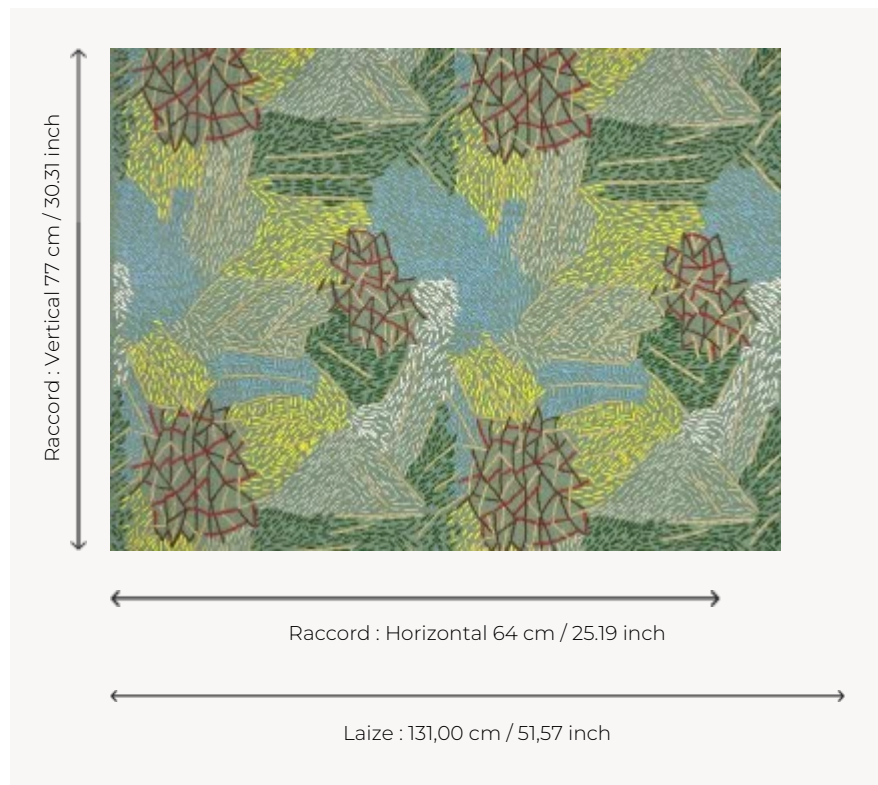 Raccord : Vertical 77 cm / 30.31 inch
Raccord : Horizontal 64 cm / 25.19 inch
Laize : 131,00 cm / 51,57 inch